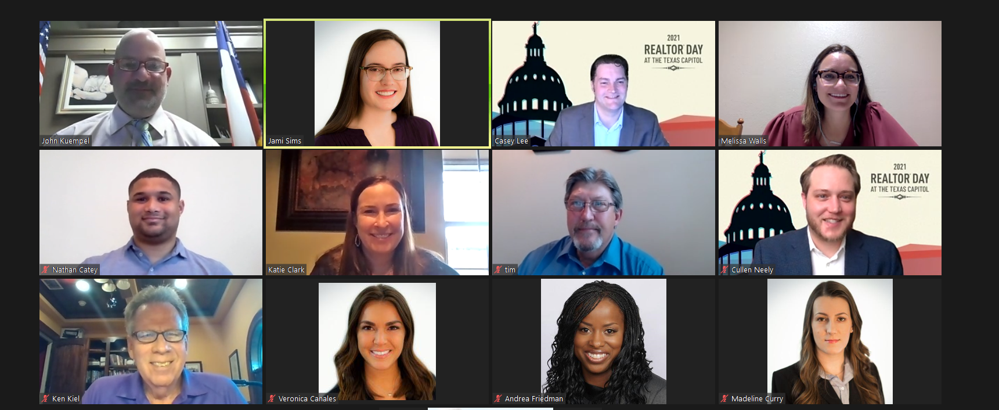 2021
REALTOR® DAY
AT THE TEXAS CAPITOL
John Kuempel
Jami Sims
Casey Lee
Melissa Walls
2021
REALTOR® DAY
AT THE TEXAS CAPITOL
Nathan Catey
Katie Clark
tim
Cullen Neely
Ken Kiel
Veronica Canales
Andrea Friedman
Madeline Curry